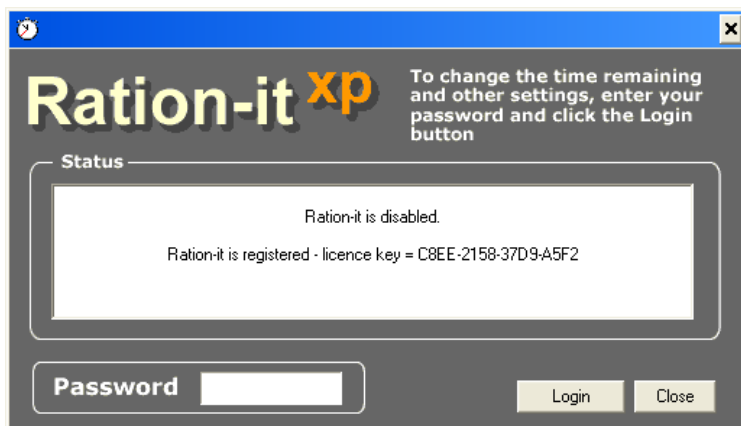 Ration-it xp
To change the time remaining
and other settings, enter your
password and click the Login
button
Status
Ration-it is disabled.
Ration-it is registered - licence key = C8EE-2158-37D9-A5F2
Password
Login
Close